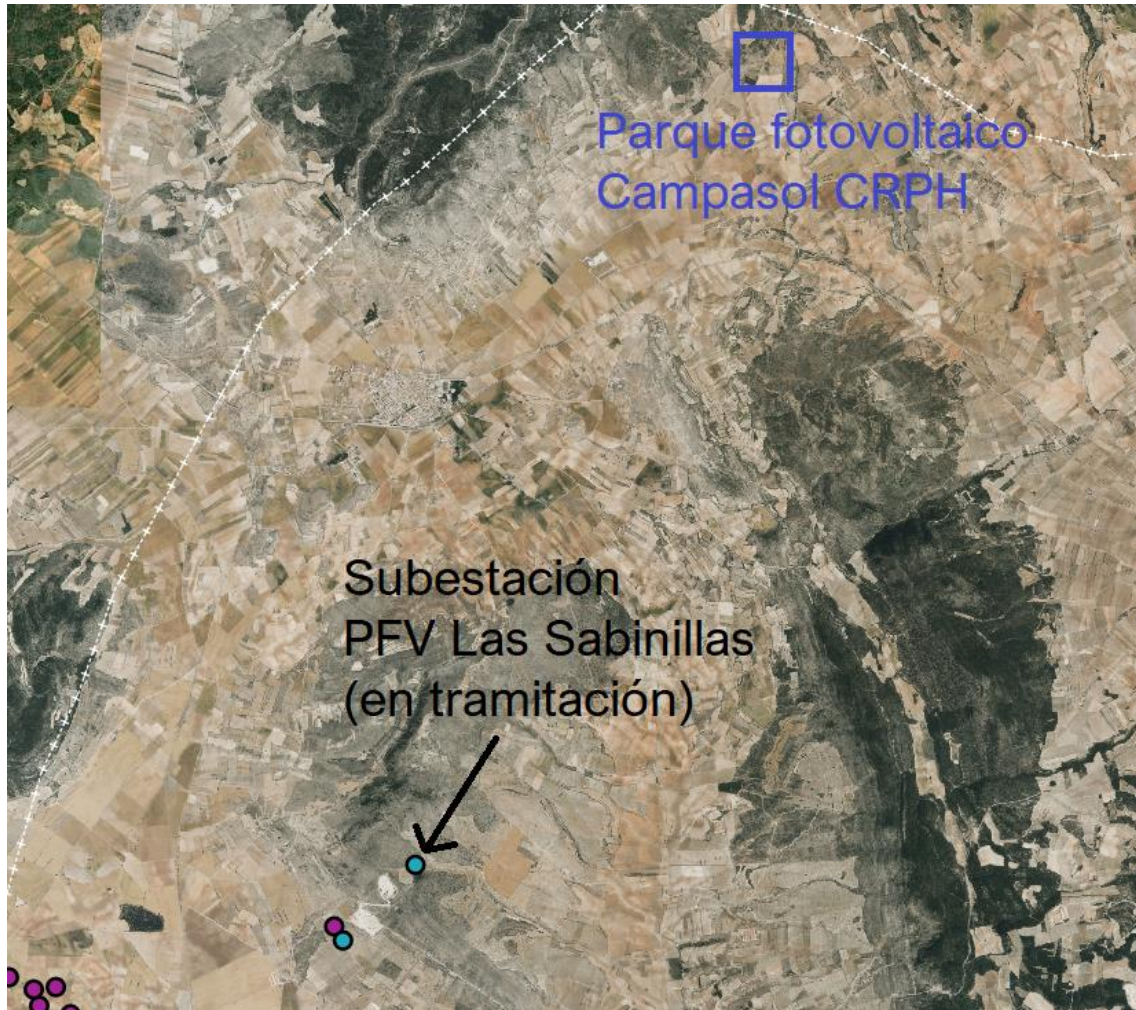 Parque fotovoltaico
Campasol CRPH
Subestación
PFV Las Sabinillas
(en tramitación)